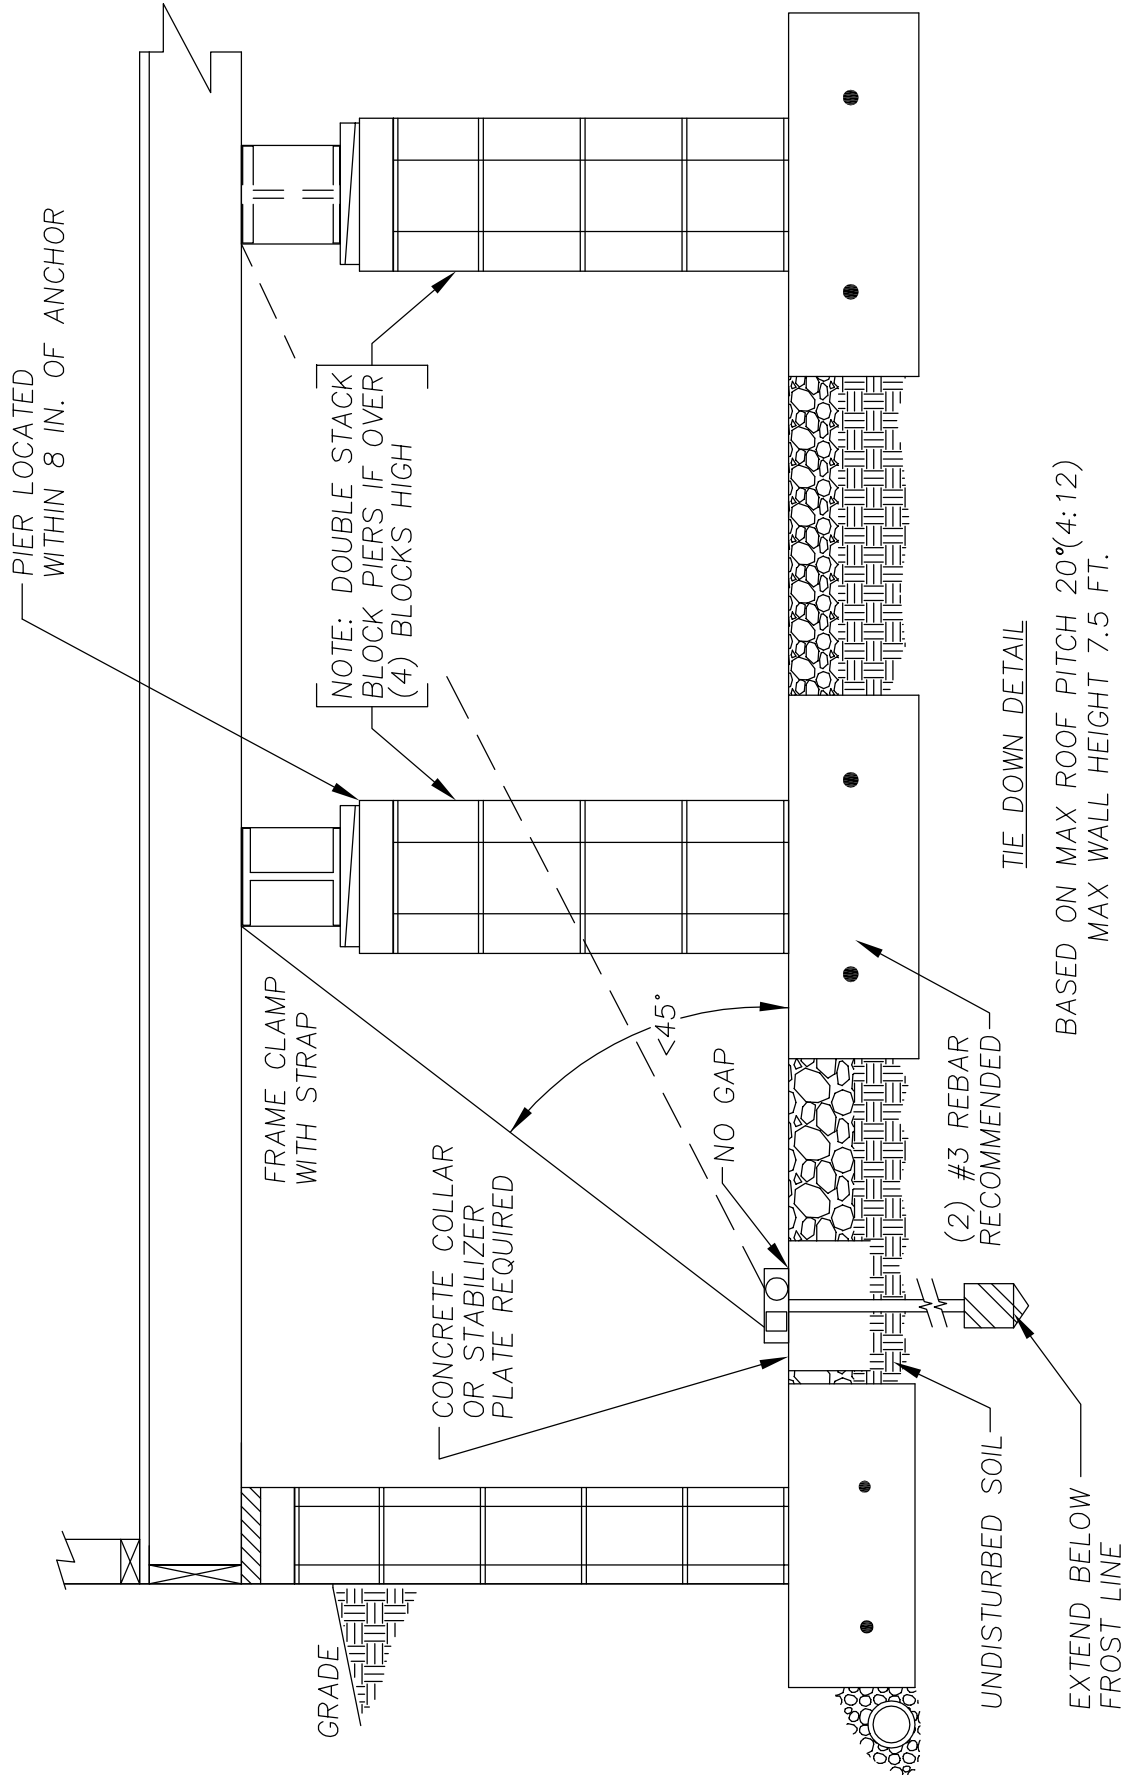 PIER LOCATED
WITHIN 8 IN. OF ANCHOR
NOTE: DOUBLE STACK
BLOCK PIERS IF OVER
(4) BLOCKS HIGH
FRAME CLAMP
WITH STRAP
CONCRETE COLLAR
OR STABILIZER
PLATE REQUIRED
<45°
NO GAP
GRADE
(2) #3 REBAR
RECOMMENDED
UNDISTURBED SOIL
EXTEND BELOW
FROST LINE
TIE DOWN DETAIL
BASED ON MAX ROOF PITCH 20°(4:12)
MAX WALL HEIGHT 7.5 FT.